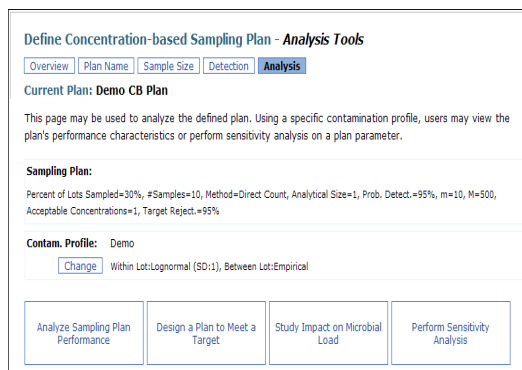 Define Concentration-based Sampling Plan - Analysis Tools
Overview Plan Name Sample Size Detection Analysis
Current Plan: Demo CB Plan
This page may be used to analyze the defined plan. Using a specific contamination profile, users may view the
plan's performance characteristics or perform sensitivity analysis on a plan parameter.
Sampling Plan:
Percent of Lots Sampled=30%, #Samples=10, Method=Direct Count, Analytical Size=1, Prob. Detect.=95%, m=10, M=500,
Acceptable Concentrations=1, Target Reject.=95%
Contam. Profile: Demo
Change Within Lot:Lognormal (SD:1), Between Lot:Empirical
Analyze Sampling Plan
Performance
Design a Plan to Meet a
Target
Study Impact on Microbial
Load
Perform Sensitivity
Analysis